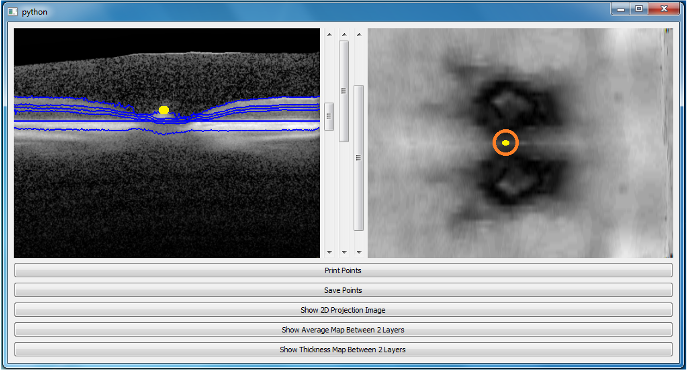 python
Print Points
Save Points
Show 2D Projection Image
Show Average Map Between 2 Layers
Show Thickness Map Between 2 Layers